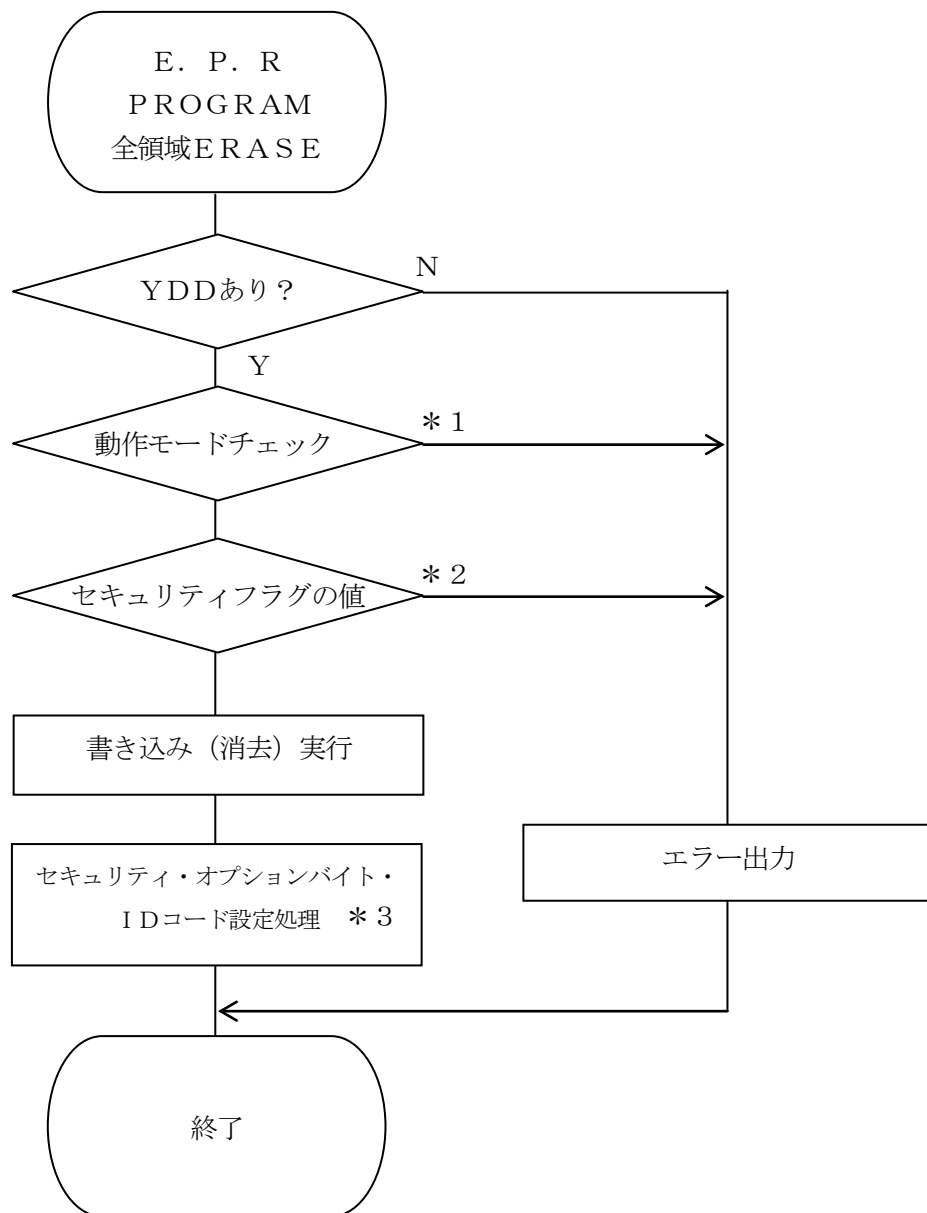 Ｅ．Ｐ．Ｒ
ＰＲＯＧＲＡＭ
全領域ＥＲＡＳＥ
ＹＤＤあり？
Ｎ
Ｙ
動作モードチェック
＊１
セキュリティフラグの値
＊２
書き込み（消去）実行
セキュリティ・オプションバイト・
ＩＤコード設定処理　＊３
エラー出力
終了